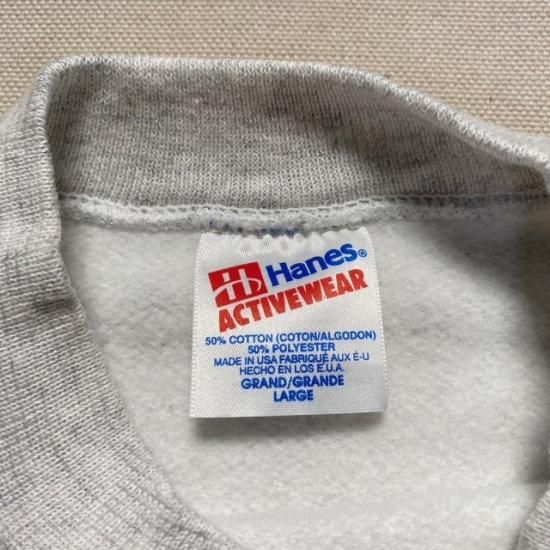 Hanes®
ACTIVEWEAR
50% COTTON (COTON/ALGODON)
50% POLYESTER
MADE IN USA FABRIQUÉ AUX É-U
HECHO EN LOS E.U.A.
GRAND/GRANDE
LARGE